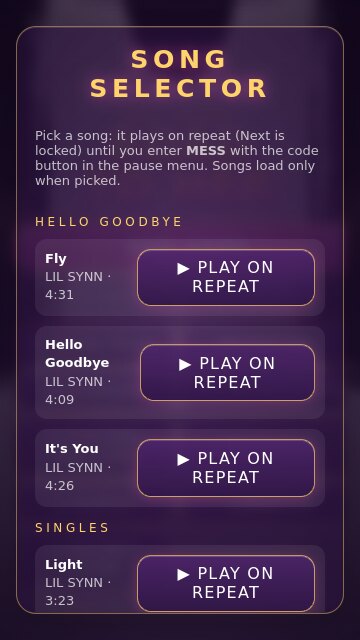 SONG
SELECTOR
Pick a song: it plays on repeat (Next is
locked) until you enter MESS with the code
button in the pause menu. Songs load only
when picked.
HELLO GOODBYE
Fly
LIL SYNN ·
4:31
▶ PLAY ON
REPEAT
Hello
Goodbye
LIL SYNN ·
4:09
▶ PLAY ON
REPEAT
It's You
LIL SYNN ·
4:26
▶ PLAY ON
REPEAT
SINGLES
Light
LIL SYNN ·
3:23
▶ PLAY ON
REPEAT